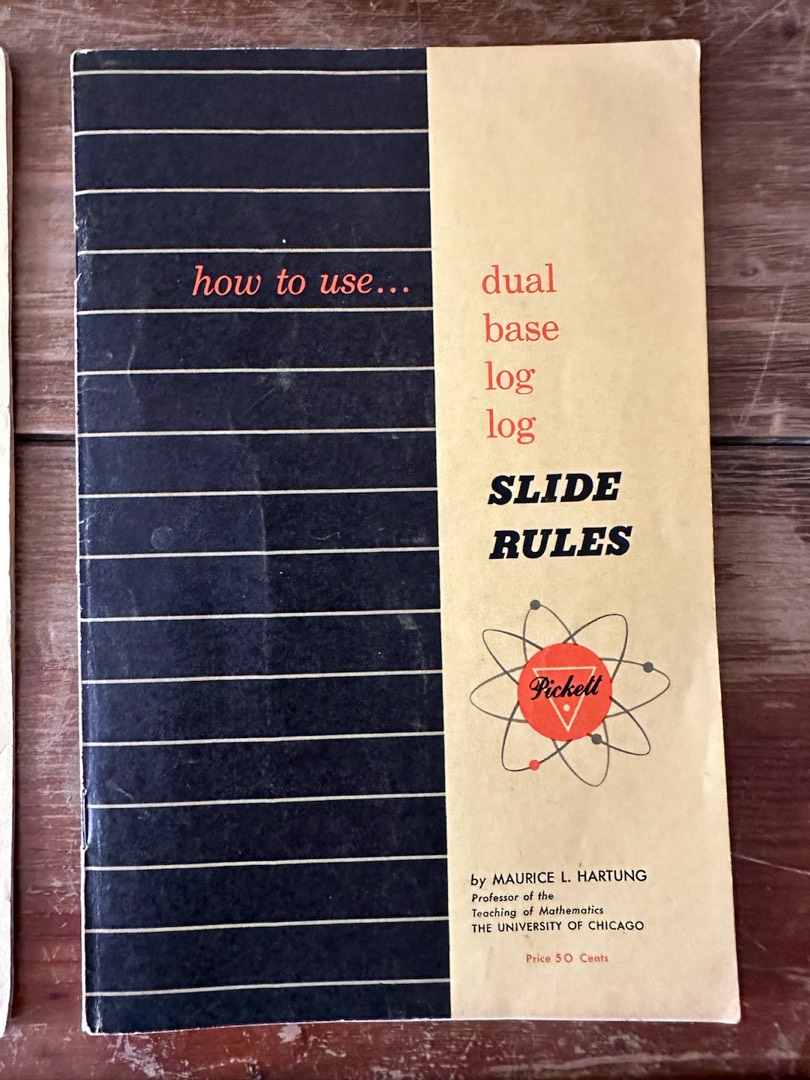 how to use...
dual
base
log
log
SLIDE
RULES
Pickett
by MAURICE L. HARTUNG
Professor of the
Teaching of Mathematics
THE UNIVERSITY OF CHICAGO
Price 50 Cents